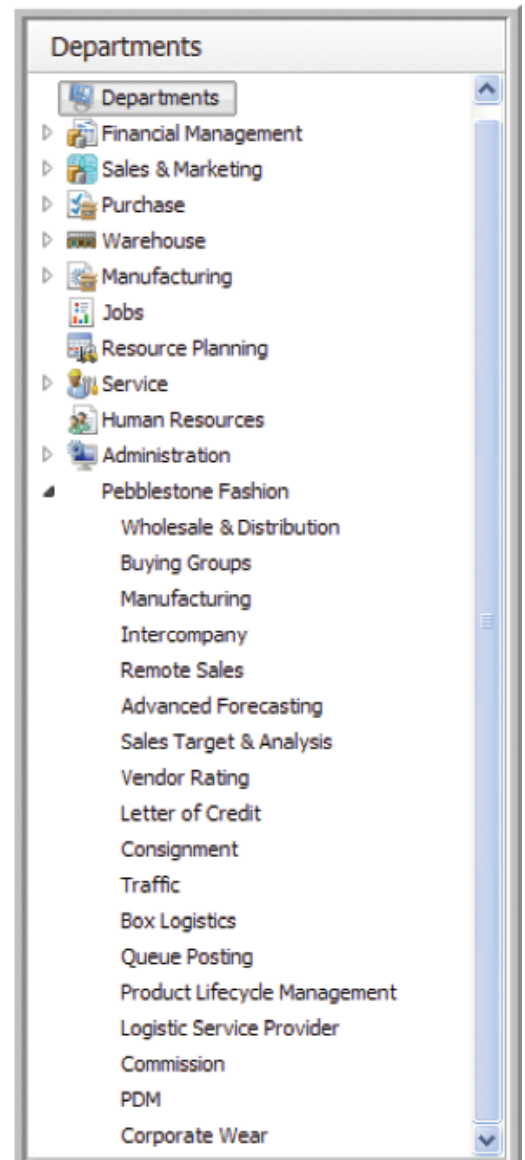 Departments
Departments
Financial Management
Sales & Marketing
Purchase
Warehouse
Manufacturing
Jobs
Resource Planning
Service
Human Resources
Administration
Pebblestone Fashion
Wholesale & Distribution
Buying Groups
Manufacturing
Intercompany
Remote Sales
Advanced Forecasting
Sales Target & Analysis
Vendor Rating
Letter of Credit
Consignment
Traffic
Box Logistics
Queue Posting
Product Lifecycle Management
Logistic Service Provider
Commission
PDM
Corporate Wear